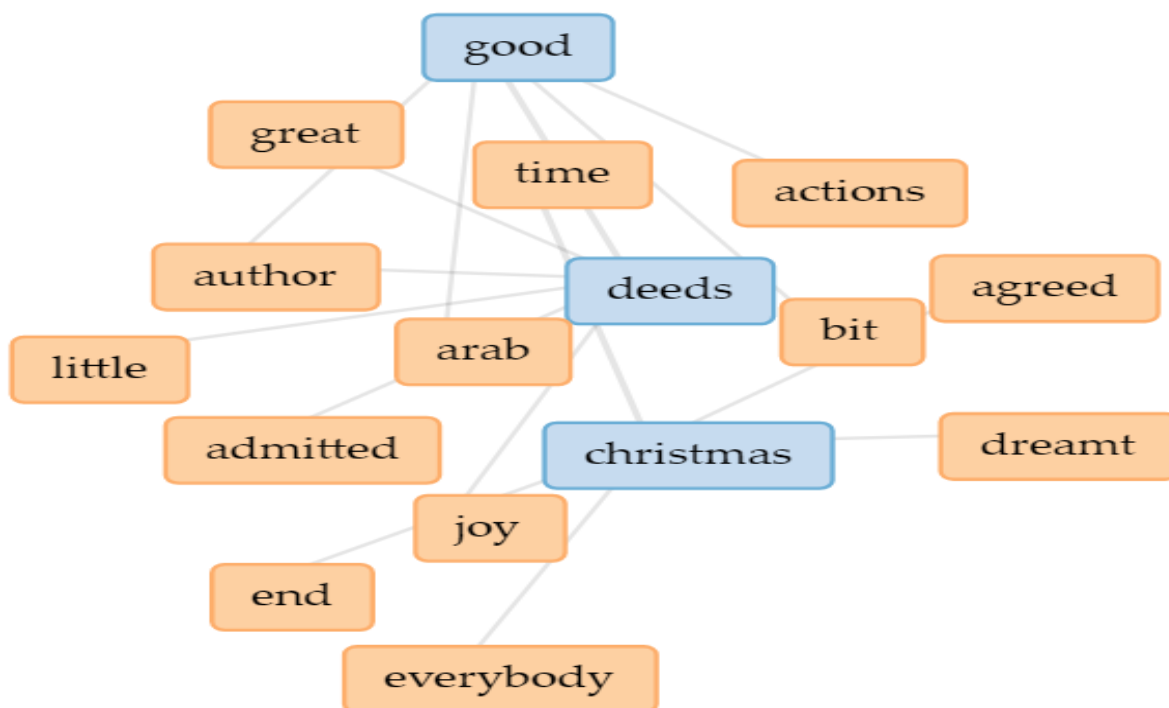 good
great
time
actions
author
deeds
agreed
bit
arab
little
admitted
christmas
dreamt
joy
end
everybody